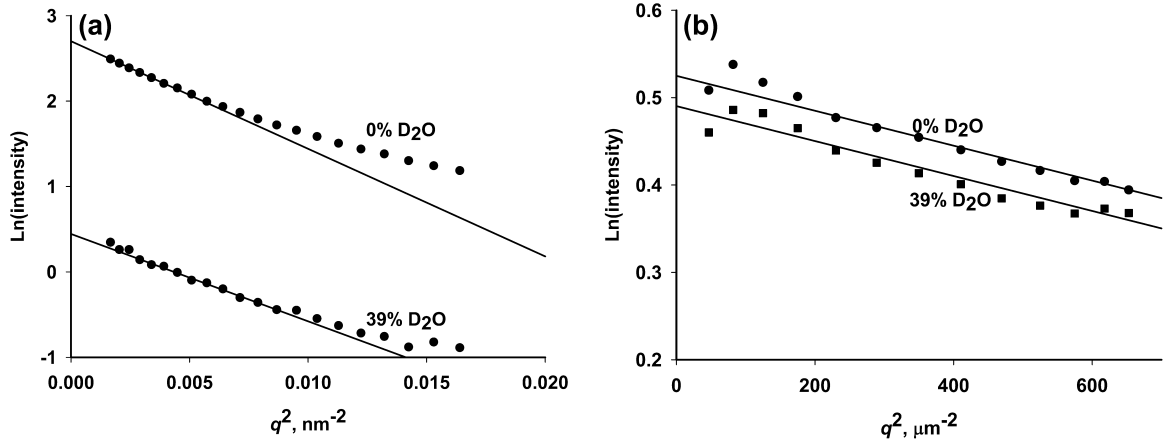 (a)
3
2
1
0
-1
Ln(intensity)
0% D2O
39% D2O
0.000 0.005 0.010 0.015 0.020
q2, nm-2
(b)
0.6
0.5
0.4
0.3
0.2
Ln(intensity)
0% D2O
39% D2O
0 200 400 600
q2, μm-2